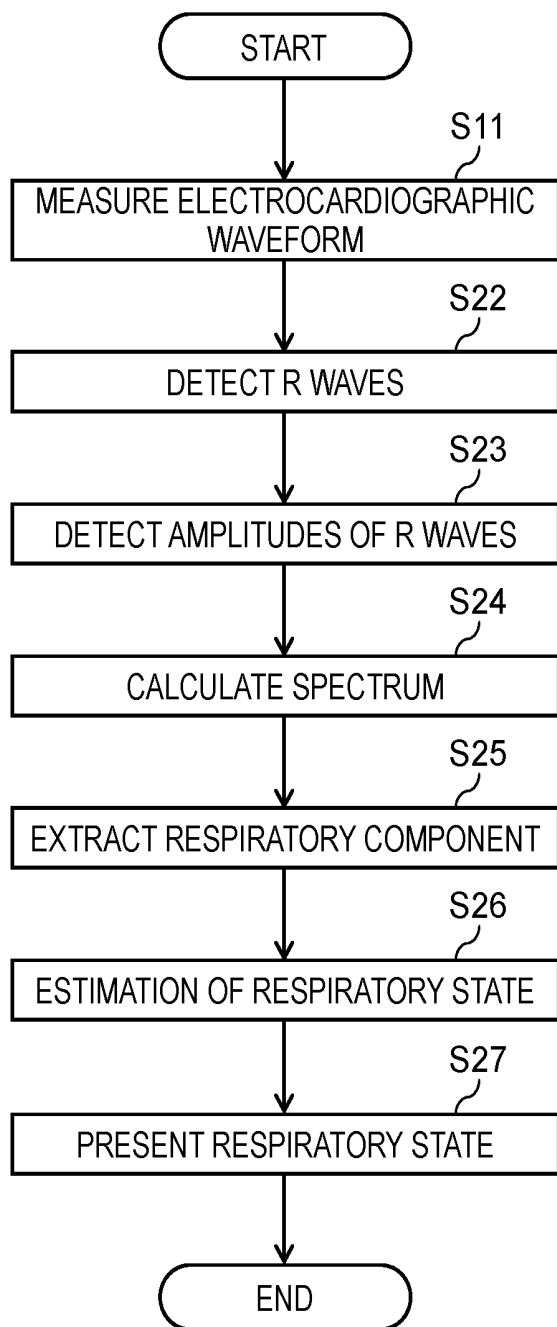 START
S11
MEASURE ELECTROCARDIOGRAPHIC
WAVEFORM
S22
DETECT R WAVES
S23
DETECT AMPLITUDES OF R WAVES
S24
CALCULATE SPECTRUM
S25
EXTRACT RESPIRATORY COMPONENT
S26
ESTIMATION OF RESPIRATORY STATE
S27
PRESENT RESPIRATORY STATE
END